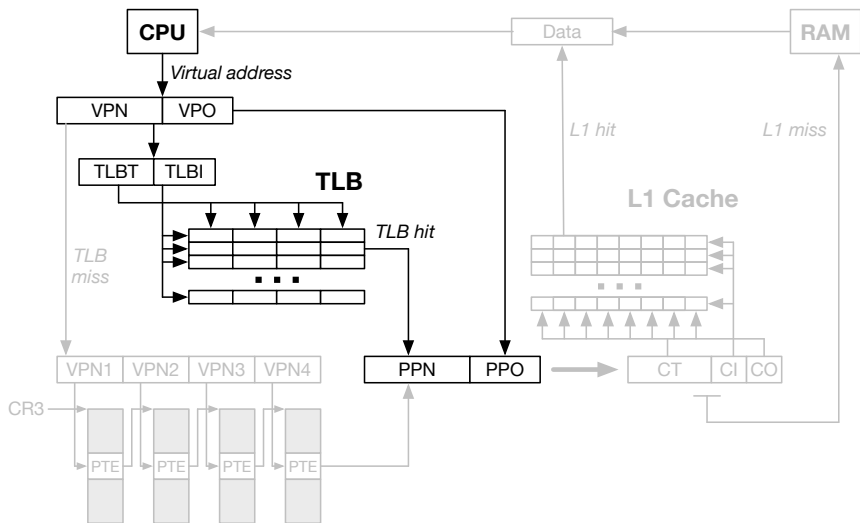 CPU
Data
RAM
Virtual address
VPN VPO
L1 hit
L1 miss
TLBT TLBI
TLB
L1 Cache
TLB hit
TLB
miss
VPN1 VPN2 VPN3 VPN4
PPN PPO
CT CI CO
CR3
PTE PTE PTE PTE